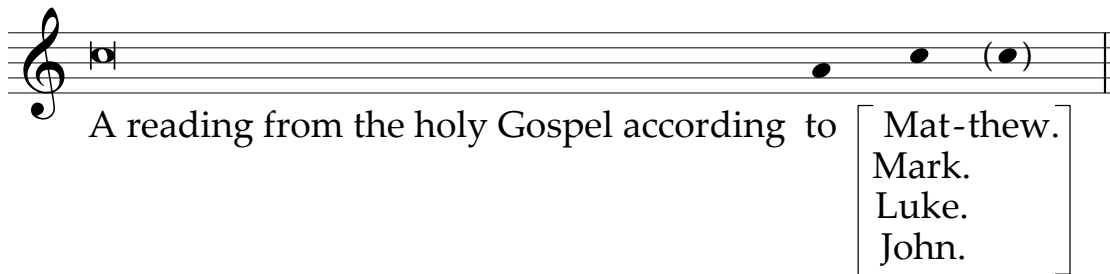 A reading from the holy Gospel according to Mat-thew.
Mark.
Luke.
John.